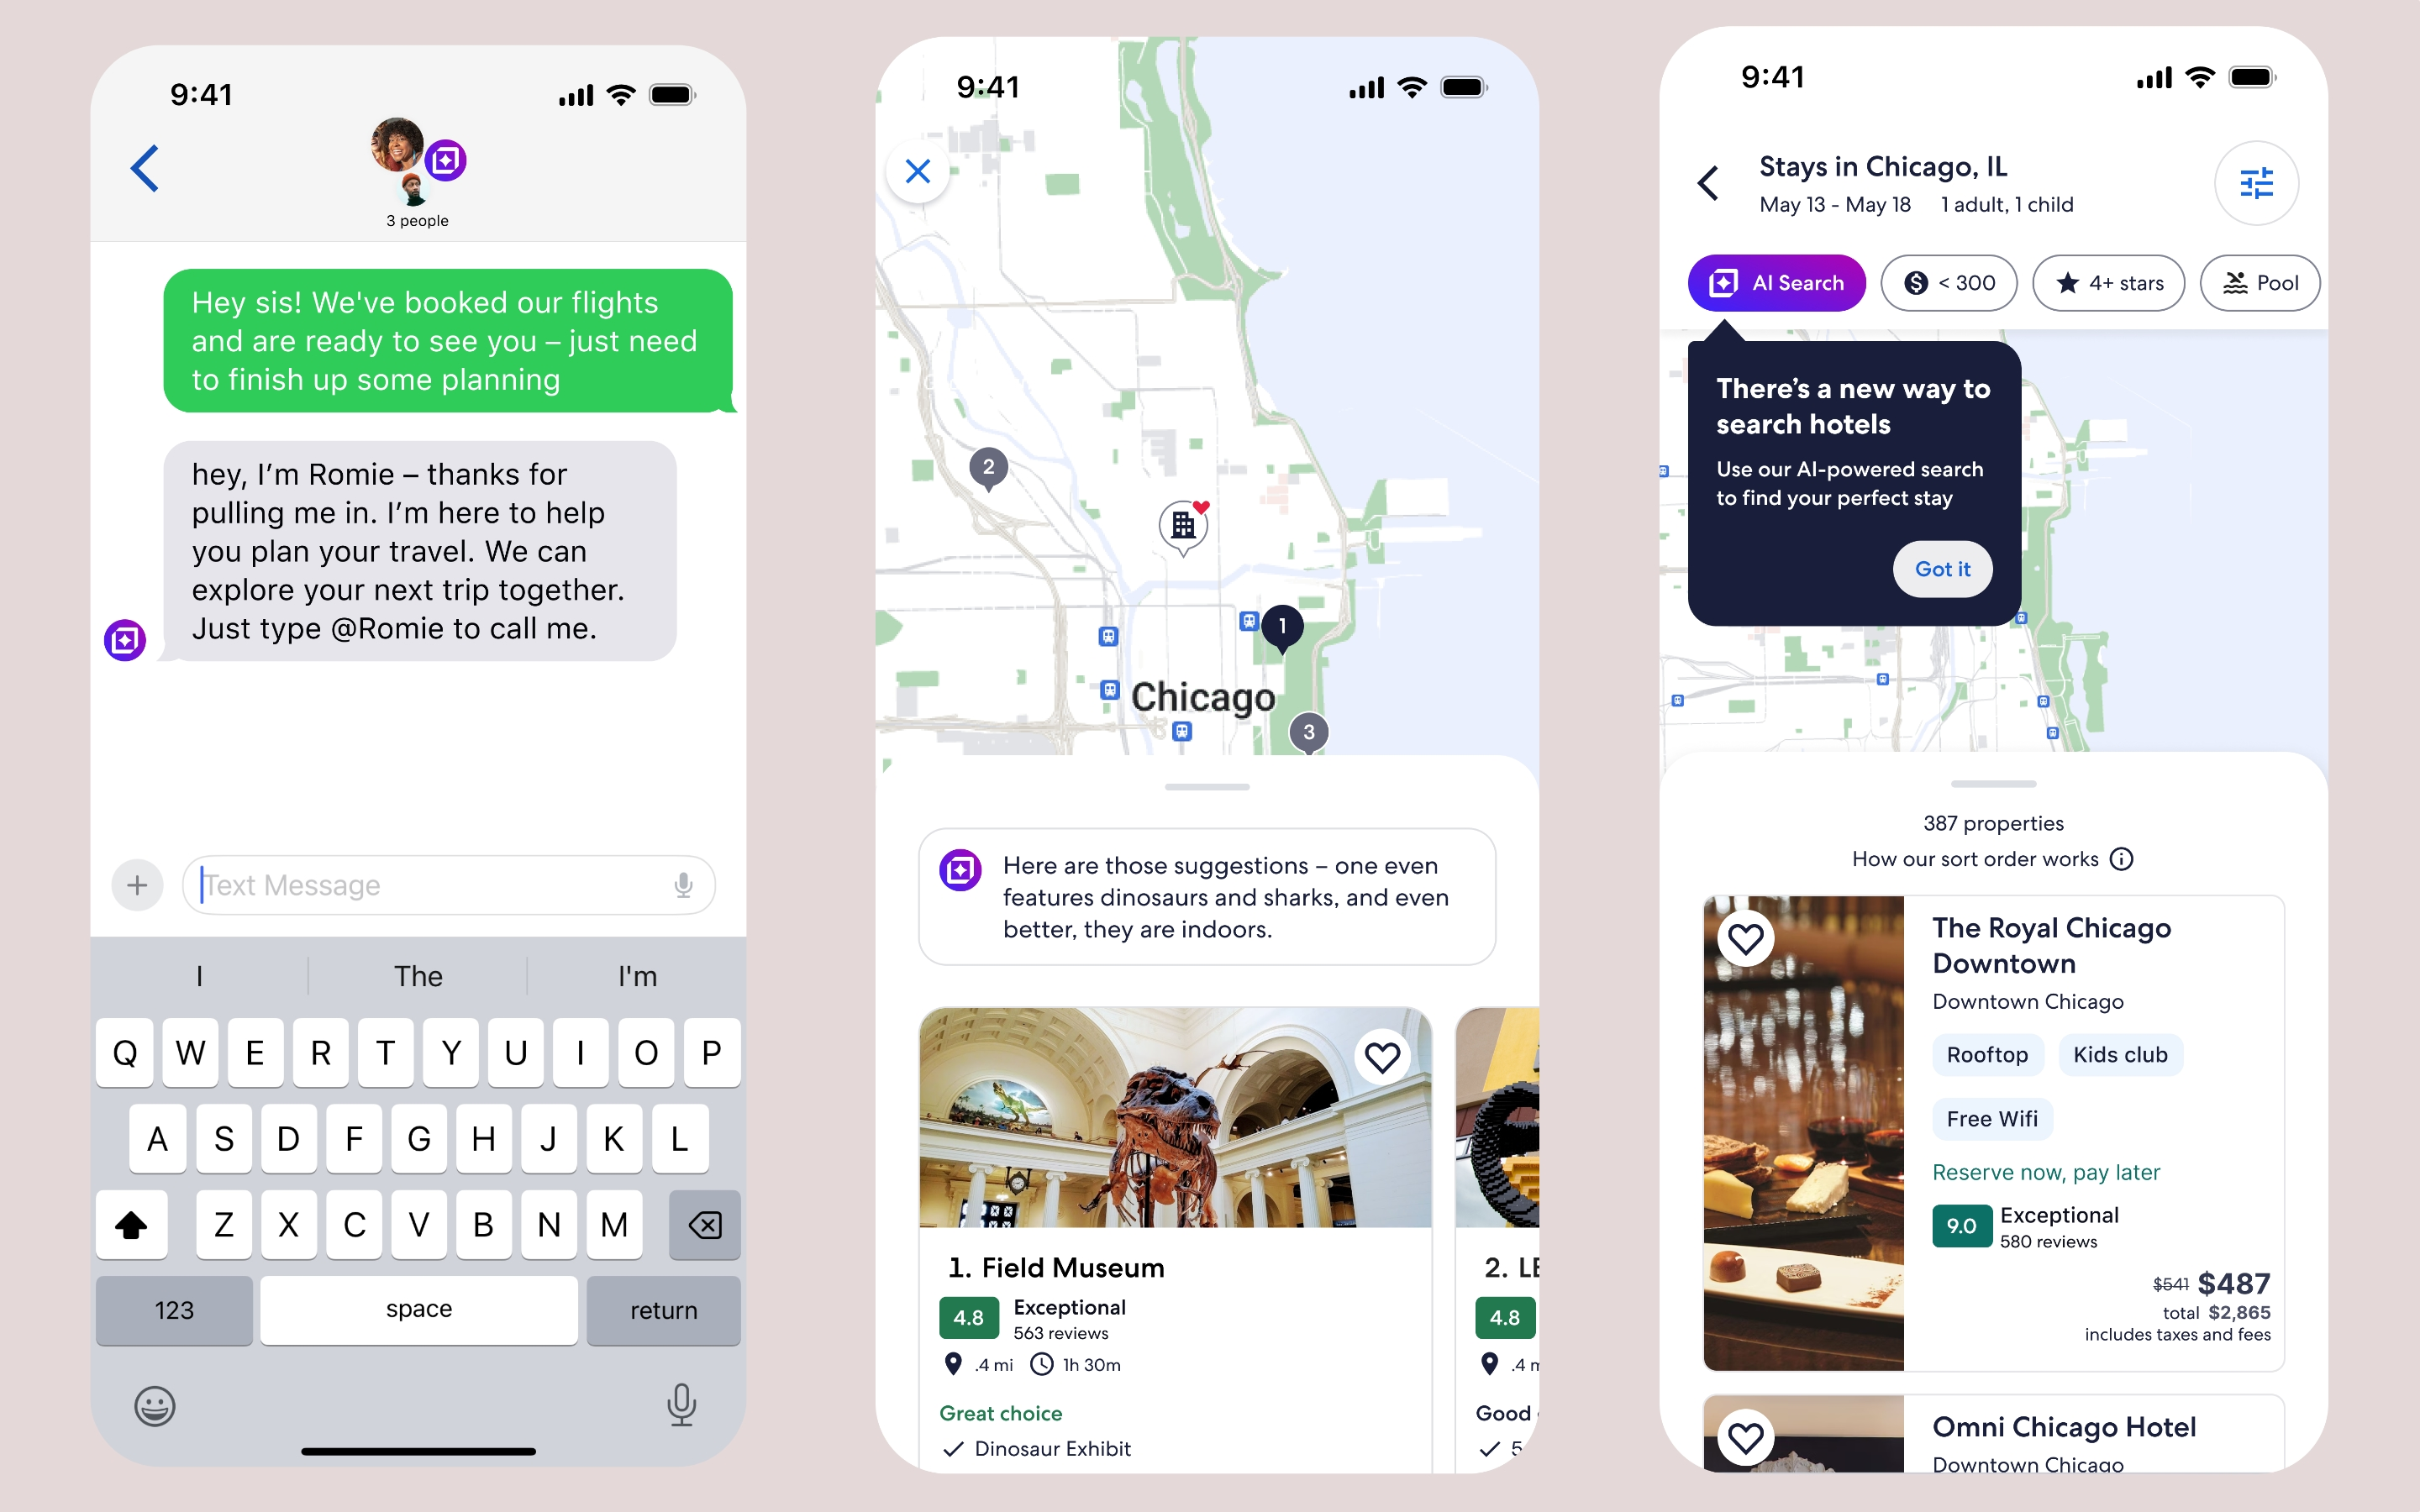 9:41
3 people
Hey sis! We've booked our flights
and are ready to see you – just need
to finish up some planning
hey, I’m Romie – thanks for
pulling me in. I’m here to help
you plan your travel. We can
explore your next trip together.
Just type @Romie to call me.
Text Message
I The I'm
Q W E R T Y U I O P
A S D F G H J K L
Z X C V B N M
123 space return
9:41
2
1
Chicago
3
Here are those suggestions – one even
features dinosaurs and sharks, and even
better, they are indoors.
1. Field Museum
4.8 Exceptional
563 reviews
.4 mi 1h 30m
Great choice
Dinosaur Exhibit
2. LE
4.8
.4 m
Good
5
9:41
Stays in Chicago, IL
May 13 - May 18 1 adult, 1 child
AI Search < 300 4+ stars Pool
There’s a new way to
search hotels
Use our AI-powered search
to find your perfect stay
Got it
387 properties
How our sort order works
The Royal Chicago
Downtown
Downtown Chicago
Rooftop Kids club
Free Wifi
Reserve now, pay later
9.0 Exceptional
580 reviews
$541 $487
total $2,865
includes taxes and fees
Omni Chicago Hotel
Downtown Chicago